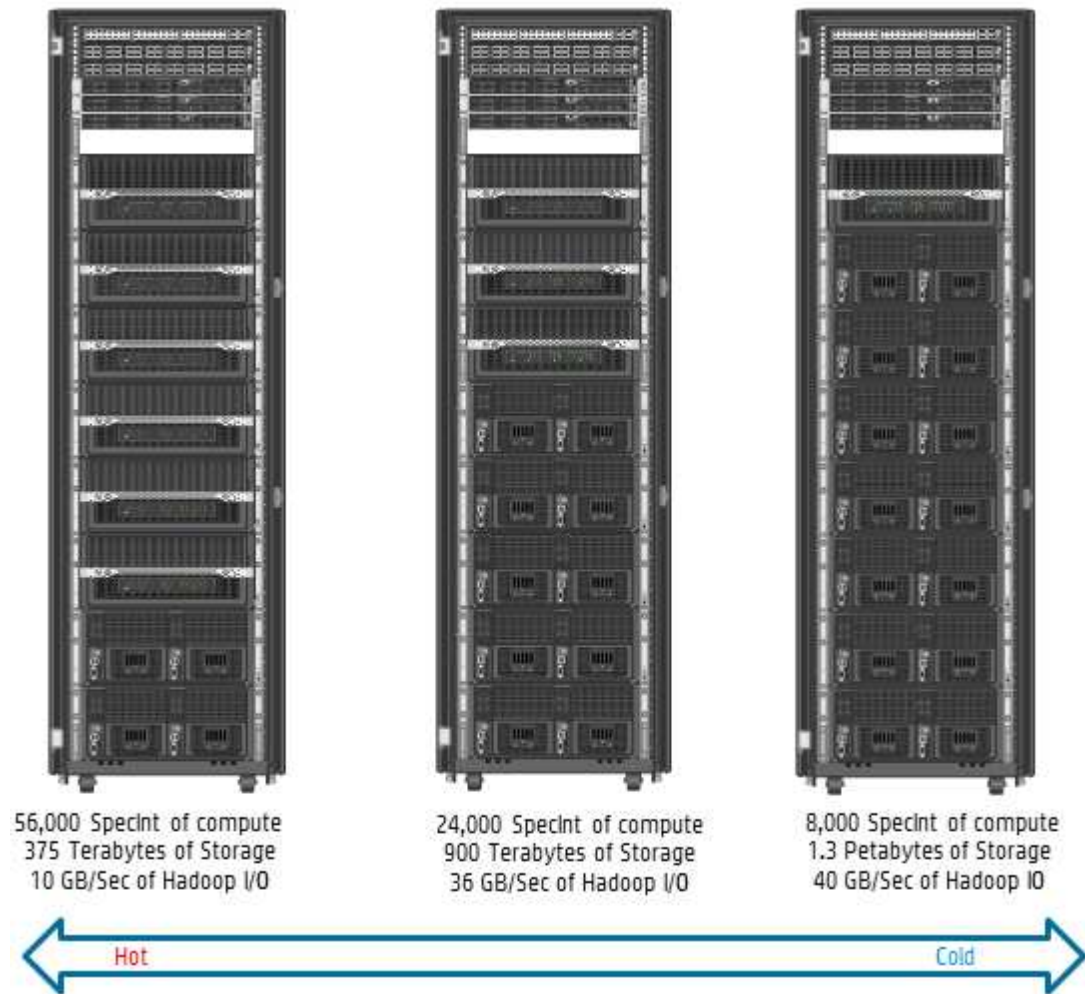 56,000 SpecInt of compute
375 Terabytes of Storage
10 GB/Sec of Hadoop I/O
24,000 SpecInt of compute
900 Terabytes of Storage
36 GB/Sec of Hadoop I/O
8,000 SpecInt of compute
1.3 Petabytes of Storage
40 GB/Sec of Hadoop IO
Hot
Cold